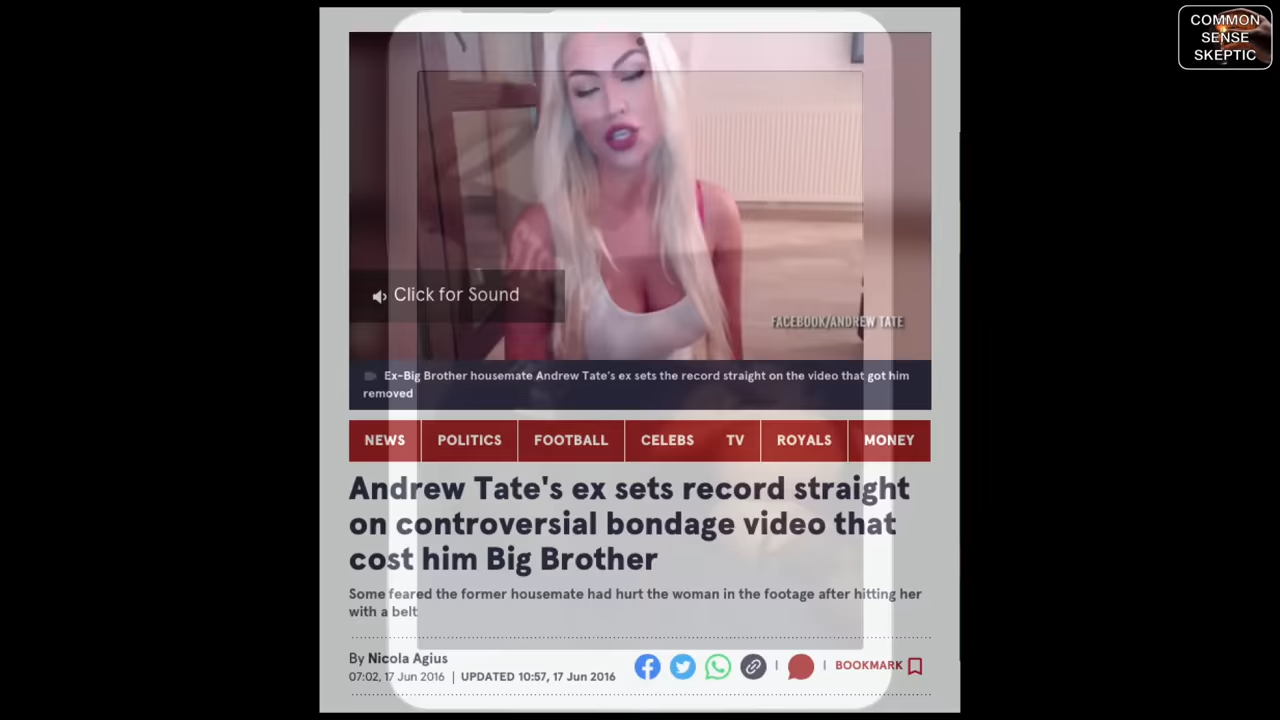 COMMON
SENSE
SKEPTIC
Click for Sound
FACEBOOK/ANDREW TATE
Ex-Big Brother housemate Andrew Tate's ex sets the record straight on the video that got him
removed
NEWS POLITICS FOOTBALL CELEBS TV ROYALS MONEY
Andrew Tate's ex sets record straight
on controversial bondage video that
cost him Big Brother
Some feared the former housemate had hurt the woman in the footage after hitting her
with a belt
By Nicola Agius
07:02, 17 Jun 2016 | UPDATED 10:57, 17 Jun 2016
BOOKMARK